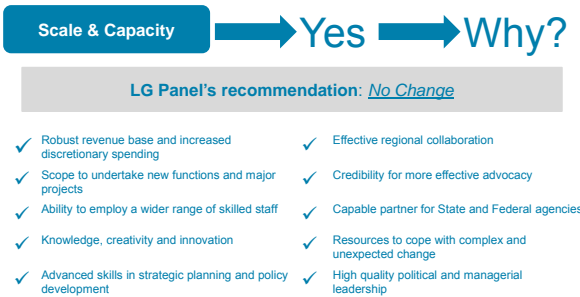 Scale & Capacity
Yes
Why?
LG Panel's recommendation: No Change
Robust revenue base and increased
discretionary spending
Scope to undertake new functions and major
projects
Ability to employ a wider range of skilled staff
Knowledge, creativity and innovation
Advanced skills in strategic planning and policy
development
Effective regional collaboration
Credibility for more effective advocacy
Capable partner for State and Federal agencies
Resources to cope with complex and
unexpected change
High quality political and managerial
leadership